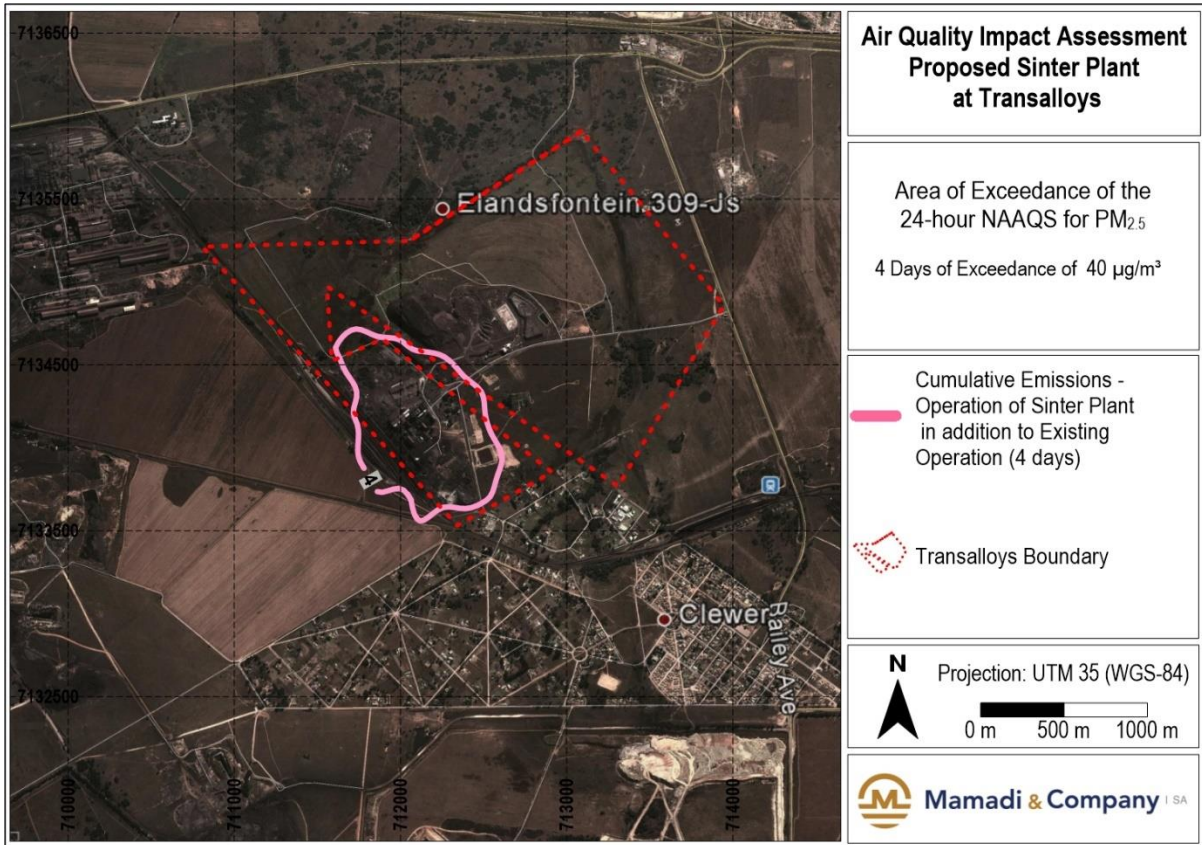 7136500
7135500
7134500
7133500
7132500
710000
711000
712000
713000
714000
Elandsfontein 309-Js
4
Clewer
Railey Ave
Air Quality Impact Assessment
Proposed Sinter Plant
at Transalloys
Area of Exceedance of the
24-hour NAAQS for PM₂.₅
4 Days of Exceedance of 40 µg/m³
Cumulative Emissions -
Operation of Sinter Plant
in addition to Existing
Operation (4 days)
Transalloys Boundary
N
Projection: UTM 35 (WGS-84)
0 m 500 m 1000 m
M
Mamadi & Company | SA